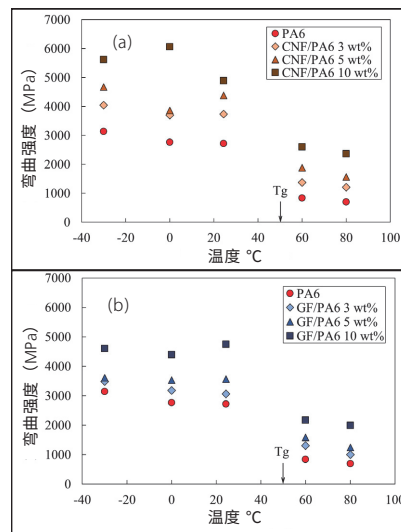 (a)
PA6
CNF/PA6 3 wt%
CNF/PA6 5 wt%
CNF/PA6 10 wt%
弯曲强度（MPa）
7000
6000
5000
4000
3000
2000
1000
0
Tg
-40 -20 0 20 40 60 80 100
温度 °C
(b)
PA6
GF/PA6 3 wt%
GF/PA6 5 wt%
GF/PA6 10 wt%
弯曲强度（MPa）
7000
6000
5000
4000
3000
2000
1000
0
Tg
-40 -20 0 20 40 60 80 100
温度 °C